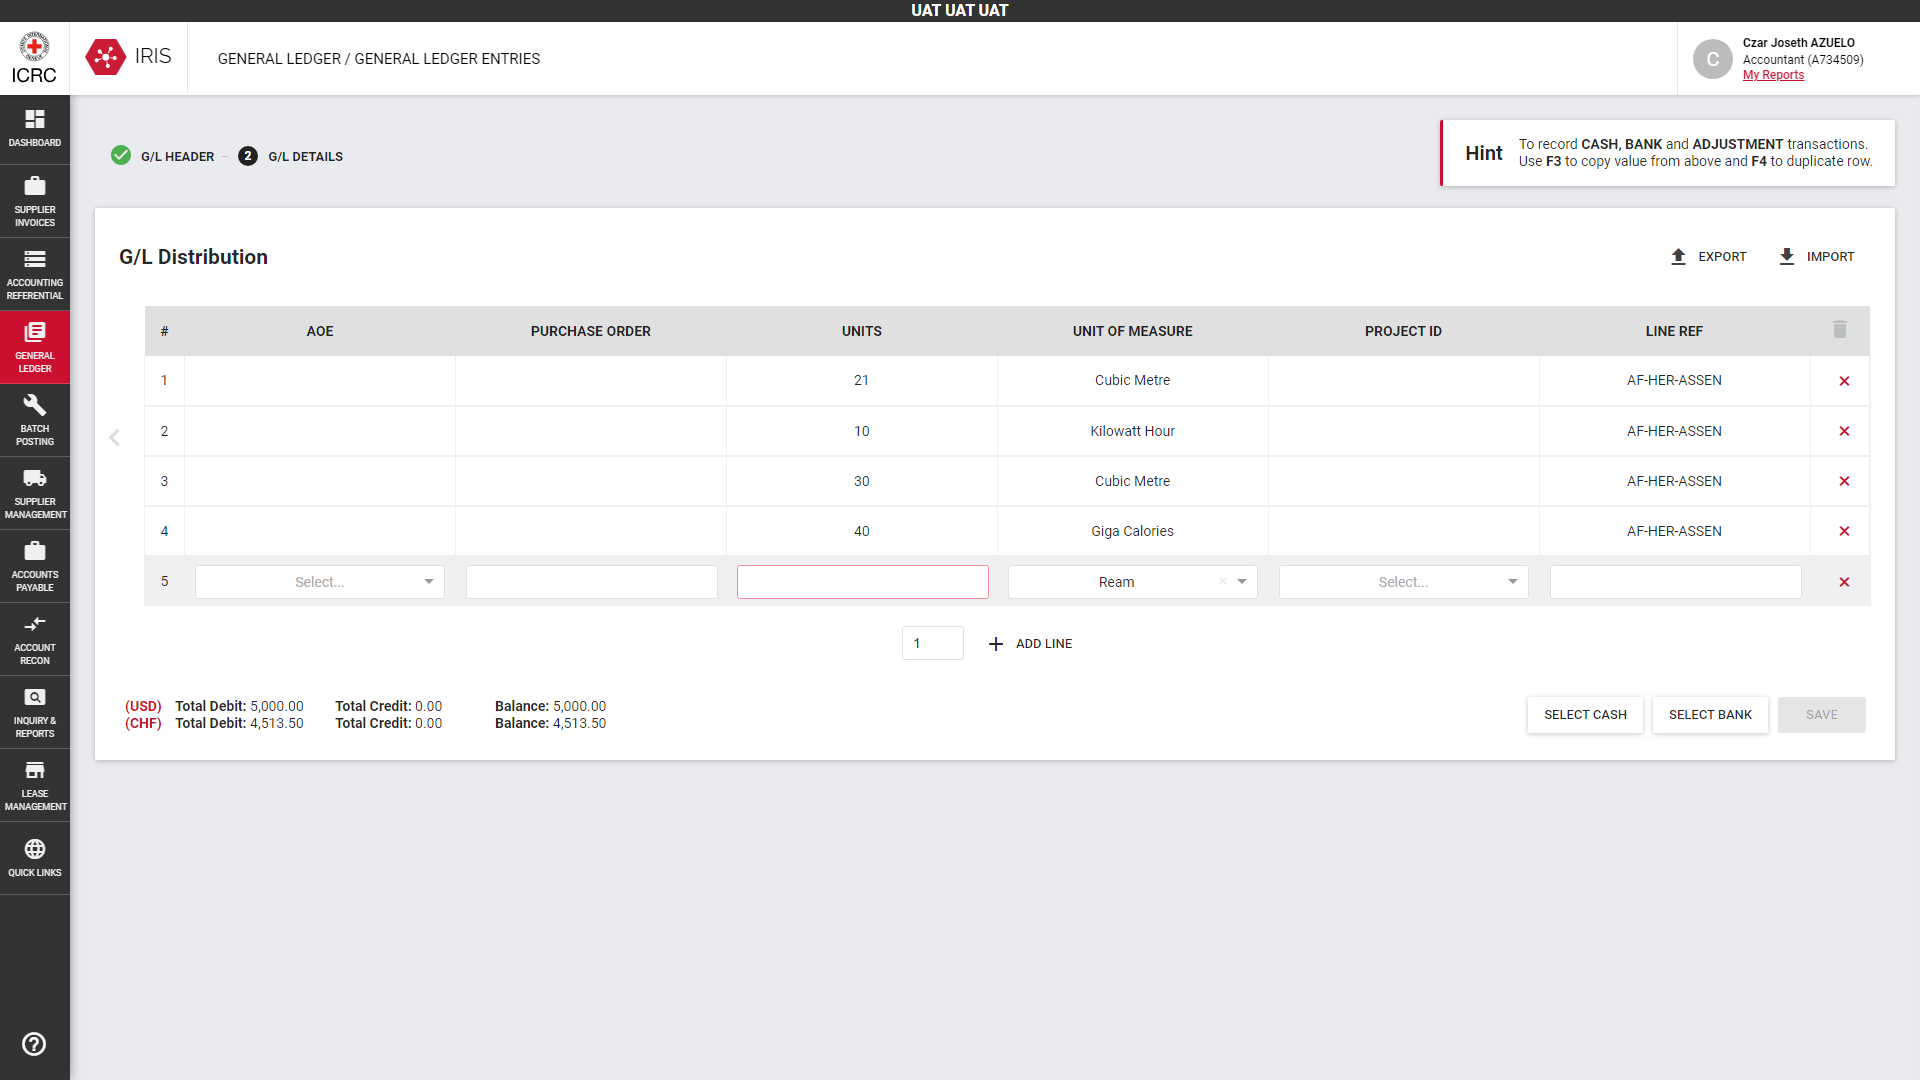 UAT UAT UAT
ICRC
IRIS
GENERAL LEDGER / GENERAL LEDGER ENTRIES
C
Czar Joseth AZUELO
Accountant (A734509)
My Reports
DASHBOARD
SUPPLIER
INVOICES
ACCOUNTING
REFERENTIAL
GENERAL
LEDGER
BATCH
POSTING
SUPPLIER
MANAGEMENT
ACCOUNTS
PAYABLE
ACCOUNT
RECON
INQUIRY &
REPORTS
LEASE
MANAGEMENT
QUICK LINKS
G/L HEADER – 2 G/L DETAILS
Hint
To record CASH, BANK and ADJUSTMENT transactions.
Use F3 to copy value from above and F4 to duplicate row.
G/L Distribution
EXPORT
IMPORT
# AOE PURCHASE ORDER UNITS UNIT OF MEASURE PROJECT ID LINE REF
1 21 Cubic Metre AF-HER-ASSEN
2 10 Kilowatt Hour AF-HER-ASSEN
3 30 Cubic Metre AF-HER-ASSEN
4 40 Giga Calories AF-HER-ASSEN
5 Select... Ream Select...
1 ADD LINE
(USD) Total Debit: 5,000.00 Total Credit: 0.00 Balance: 5,000.00
(CHF) Total Debit: 4,513.50 Total Credit: 0.00 Balance: 4,513.50
SELECT CASH
SELECT BANK
SAVE